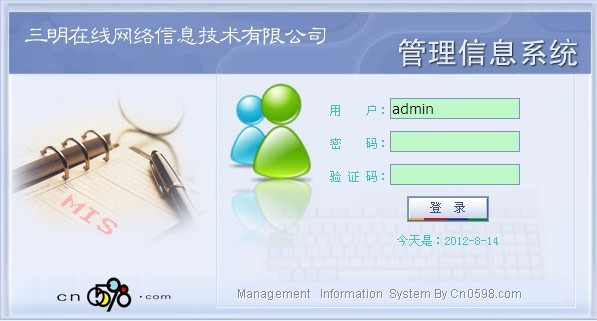 三明在线网络信息技术有限公司
管理信息系统
用 户：admin
密 码：
验 证 码：
登 录
今天是：2012-8-14
MIS
cn 0598 .com
Management Information System By Cn0598.com